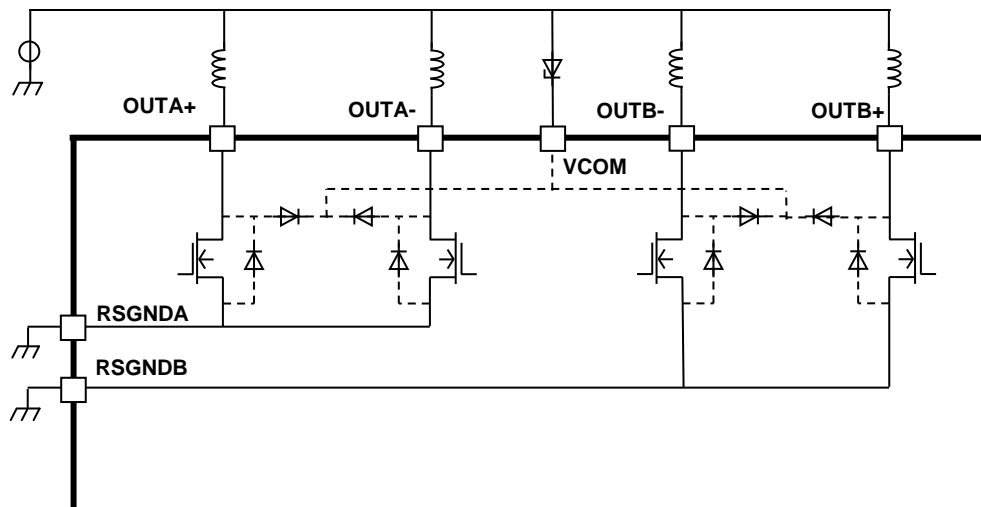 OUTA+
OUTA-
OUTB-
OUTB+
VCOM
RSGNDA
RSGNDB